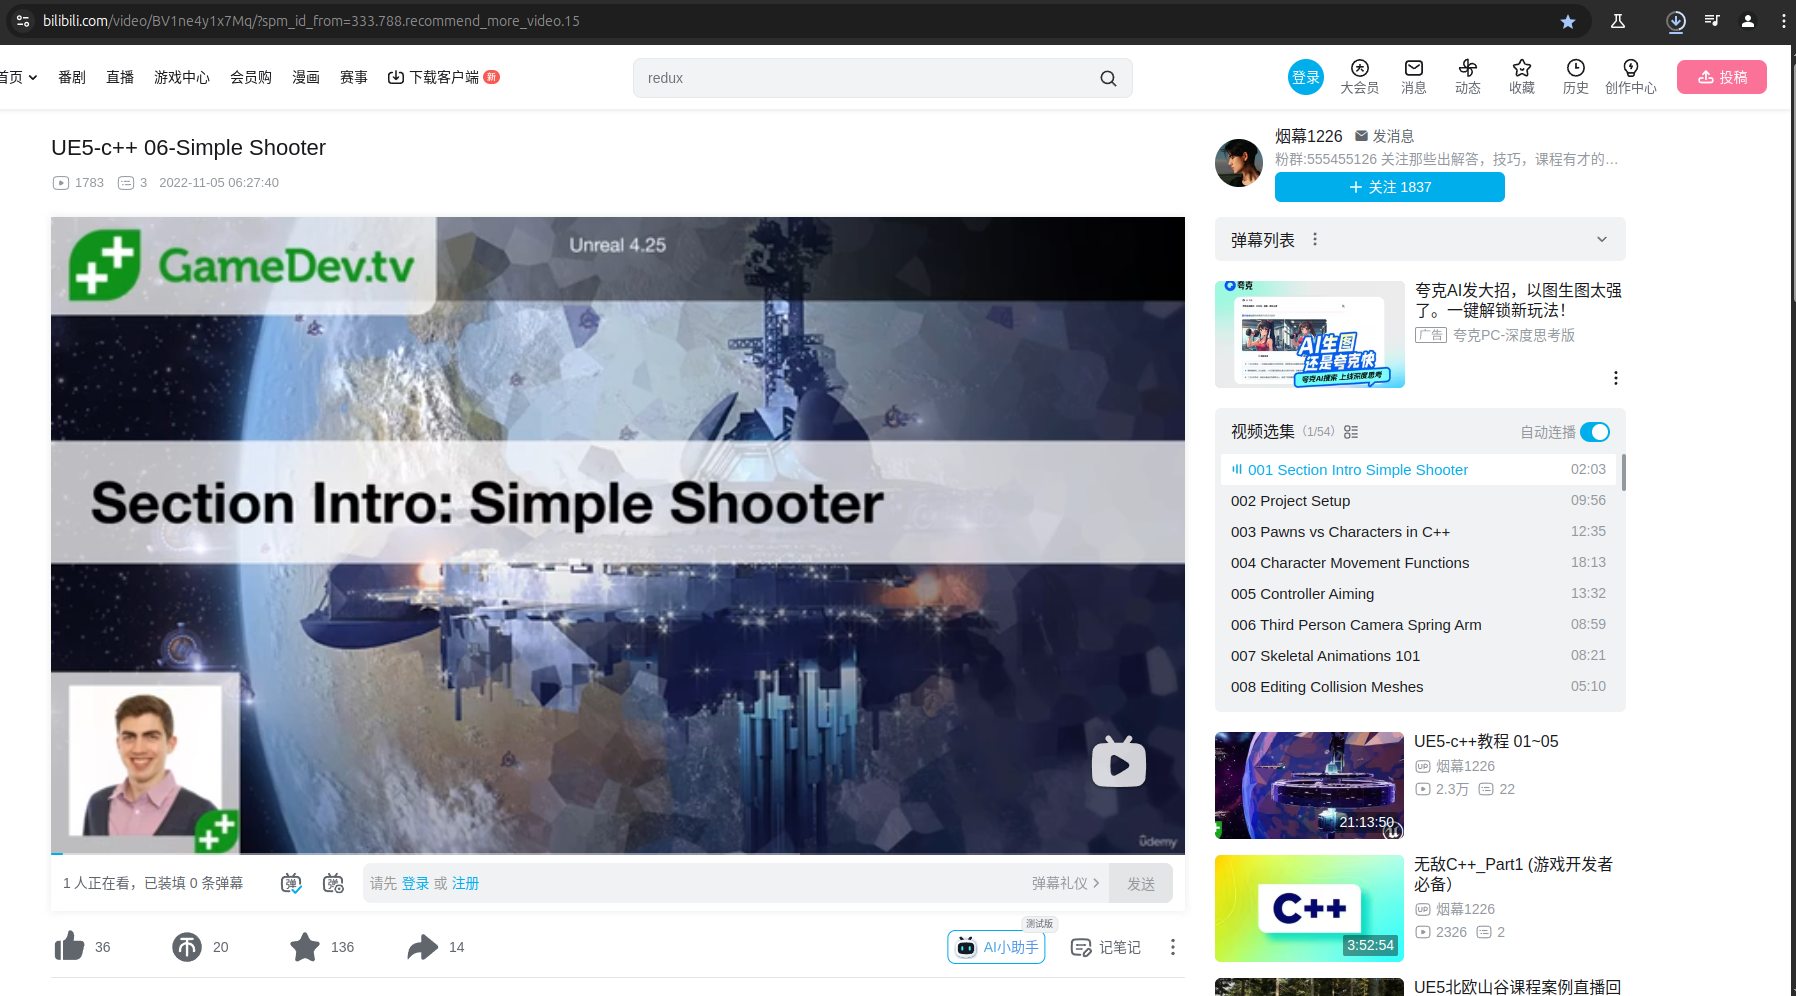 bilibili.com/video/BV1ne4y1x7Mq/?spm_id_from=333.788.recommend_more_video.15
首页 番剧 直播 游戏中心 会员购 漫画 赛事 下载客户端 新
redux
登录 大会员 消息 动态 收藏 历史 创作中心 投稿
UE5-c++ 06-Simple Shooter
1783 3 2022-11-05 06:27:40
GameDev.tv
Unreal 4.25
Section Intro: Simple Shooter
udemy
1 人正在看，已装填 0 条弹幕
弹 弹
请先 登录 或 注册
弹幕礼仪
发送
36 20 136 14
测试版
AI小助手
记笔记
烟幕1226 发消息
粉群:555455126 关注那些出解答，技巧，课程有才的…
关注 1837
弹幕列表
夸克
AI生图
还是夸克快
夸克AI搜索 上线深度思考
夸克AI发大招，以图生图太强
了。一键解锁新玩法！
广告 夸克PC-深度思考版
视频选集 （1/54） 自动连播
001 Section Intro Simple Shooter 02:03
002 Project Setup 09:56
003 Pawns vs Characters in C++ 12:35
004 Character Movement Functions 18:13
005 Controller Aiming 13:32
006 Third Person Camera Spring Arm 08:59
007 Skeletal Animations 101 08:21
008 Editing Collision Meshes 05:10
21:13:50
UE5-c++教程 01~05
UP 烟幕1226
2.3万 22
C++
3:52:54
无敌C++_Part1 (游戏开发者
必备）
UP 烟幕1226
2326 2
UE5北欧山谷课程案例直播回